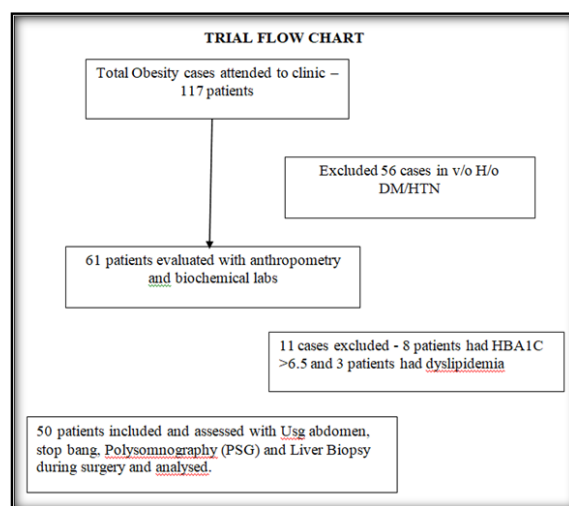 TRIAL FLOW CHART
Total Obesity cases attended to clinic –
117 patients
Excluded 56 cases in v/o H/o
DM/HTN
61 patients evaluated with anthropometry
and biochemical labs
11 cases excluded - 8 patients had HBA1C
>6.5 and 3 patients had dyslipidemia
50 patients included and assessed with Usg abdomen,
stop bang, Polysomnography (PSG) and Liver Biopsy
during surgery and analysed.